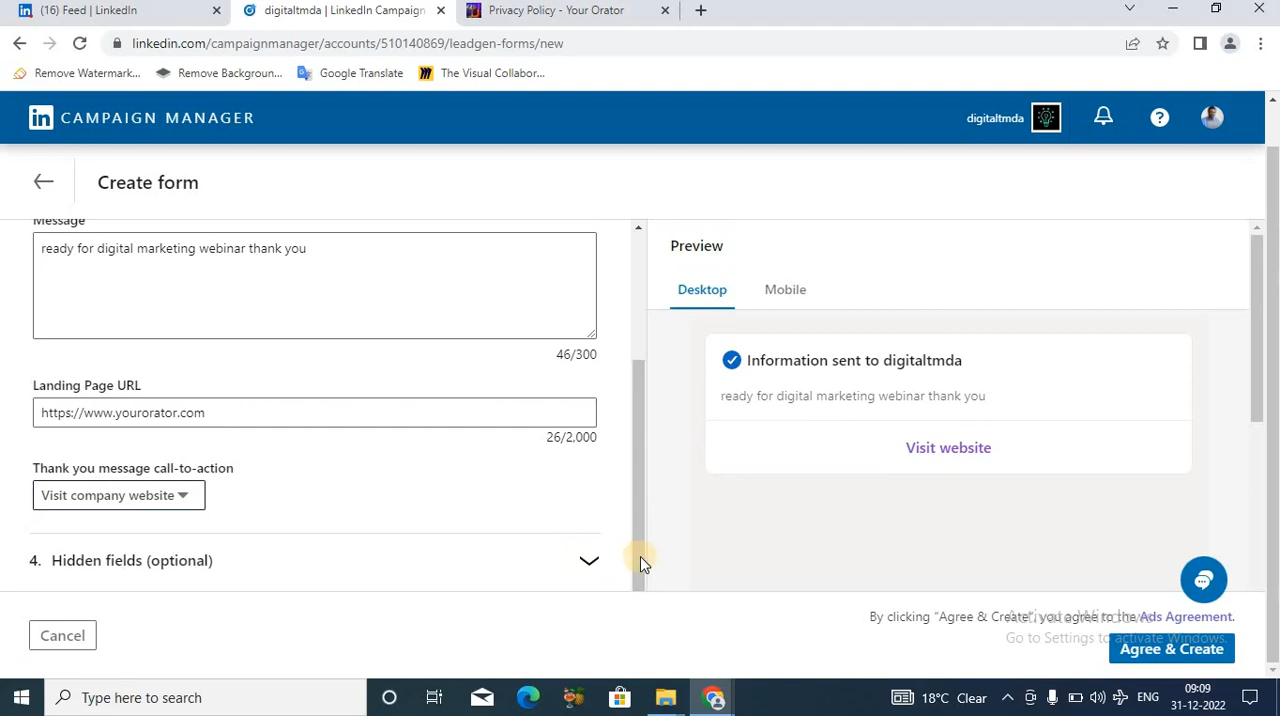 (16) Feed | LinkedIn
digitaltmda | LinkedIn Campaign
Privacy Policy - Your Orator
linkedin.com/campaignmanager/accounts/510140869/leadgen-forms/new
Remove Watermark...
Remove Backgroun...
Google Translate
The Visual Collabor...
in CAMPAIGN MANAGER
digitaltmda
Create form
Message
ready for digital marketing webinar thank you
46/300
Landing Page URL
https://www.yourorator.com
26/2,000
Thank you message call-to-action
Visit company website
4. Hidden fields (optional)
Preview
Desktop
Mobile
Information sent to digitaltmda
ready for digital marketing webinar thank you
Visit website
Cancel
By clicking “Agree & Create”, you agree to the Ads Agreement.
Activate Windows
Go to Settings to activate Windows.
Agree & Create
Type here to search
18°C Clear
ENG
09:09
31-12-2022